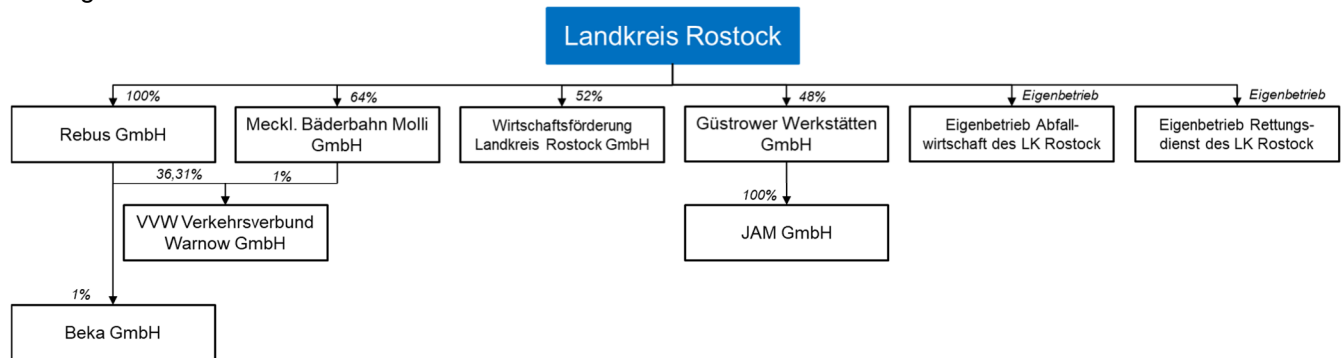 Landkreis Rostock
100%
64%
52%
48%
Eigenbetrieb
Eigenbetrieb
Rebus GmbH
Meckl. Bäderbahn Molli
GmbH
Wirtschaftsförderung
Landkreis Rostock GmbH
Güstrower Werkstätten
GmbH
Eigenbetrieb Abfall-
wirtschaft des LK Rostock
Eigenbetrieb Rettungs-
dienst des LK Rostock
36,31%
1%
100%
VVW Verkehrsverbund
Warnow GmbH
JAM GmbH
1%
Beka GmbH